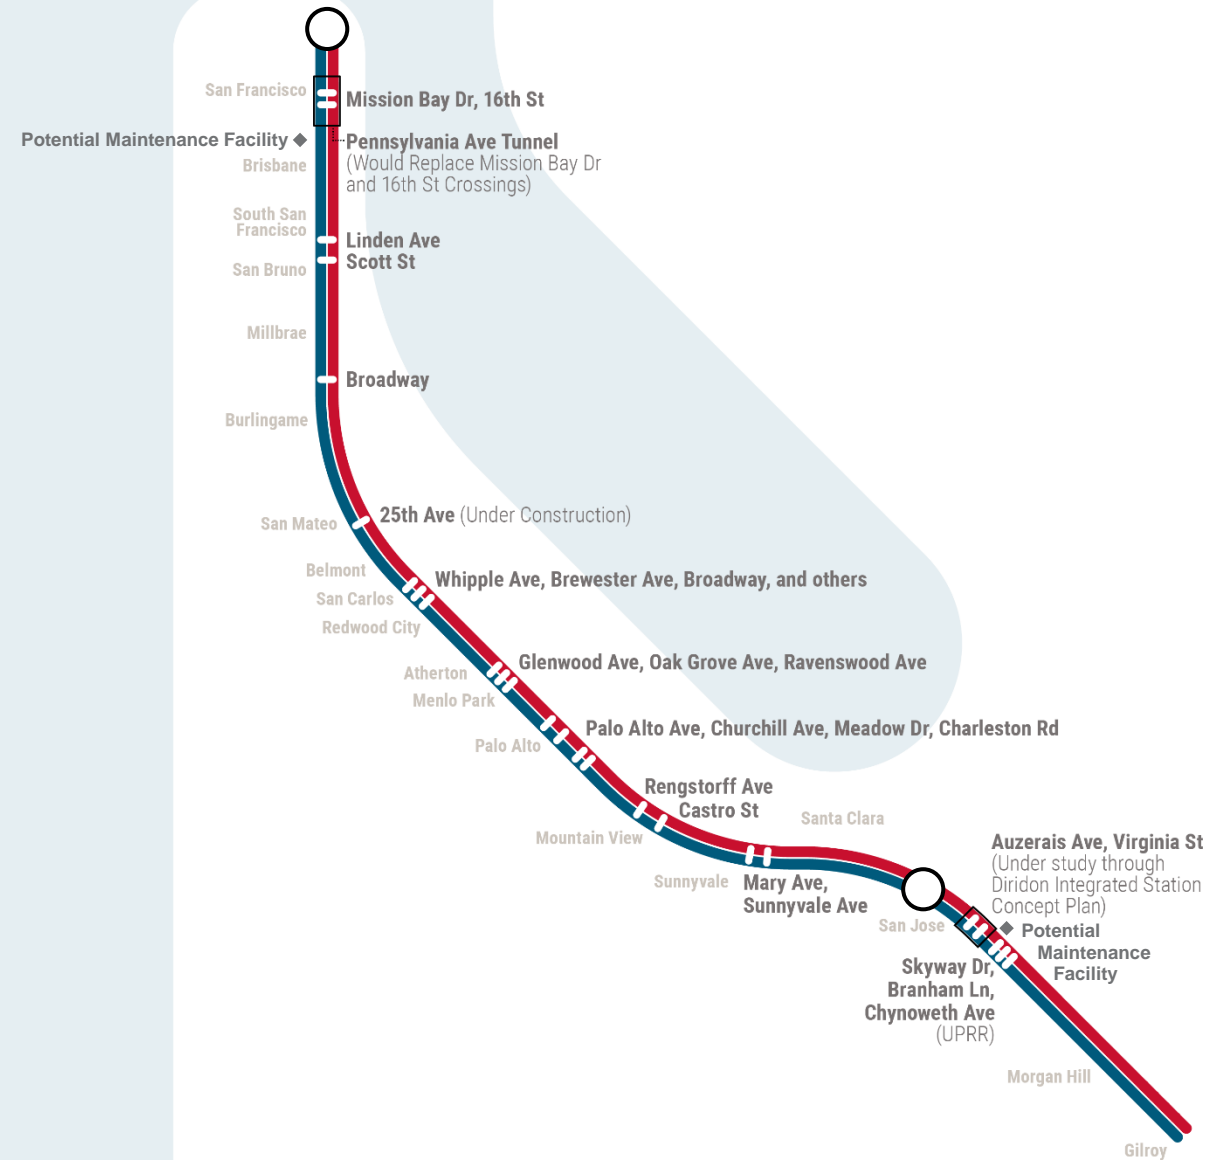 San Francisco
Mission Bay Dr, 16th St
Potential Maintenance Facility
Pennsylvania Ave Tunnel
(Would Replace Mission Bay Dr
and 16th St Crossings)
Brisbane
South San
Francisco
Linden Ave
Scott St
San Bruno
Millbrae
Broadway
Burlingame
25th Ave (Under Construction)
San Mateo
Belmont
Whipple Ave, Brewester Ave, Broadway, and others
San Carlos
Redwood City
Glenwood Ave, Oak Grove Ave, Ravenswood Ave
Atherton
Menlo Park
Palo Alto Ave, Churchill Ave, Meadow Dr, Charleston Rd
Palo Alto
Rengstorff Ave
Castro St
Santa Clara
Mountain View
Auzerais Ave, Virginia St
(Under study through
Diridon Integrated Station
Concept Plan)
Sunnyvale
Mary Ave,
Sunnyvale Ave
San Jose
Potential
Maintenance
Facility
Skyway Dr,
Branham Ln,
Chynoweth Ave
(UPRR)
Morgan Hill
Gilroy